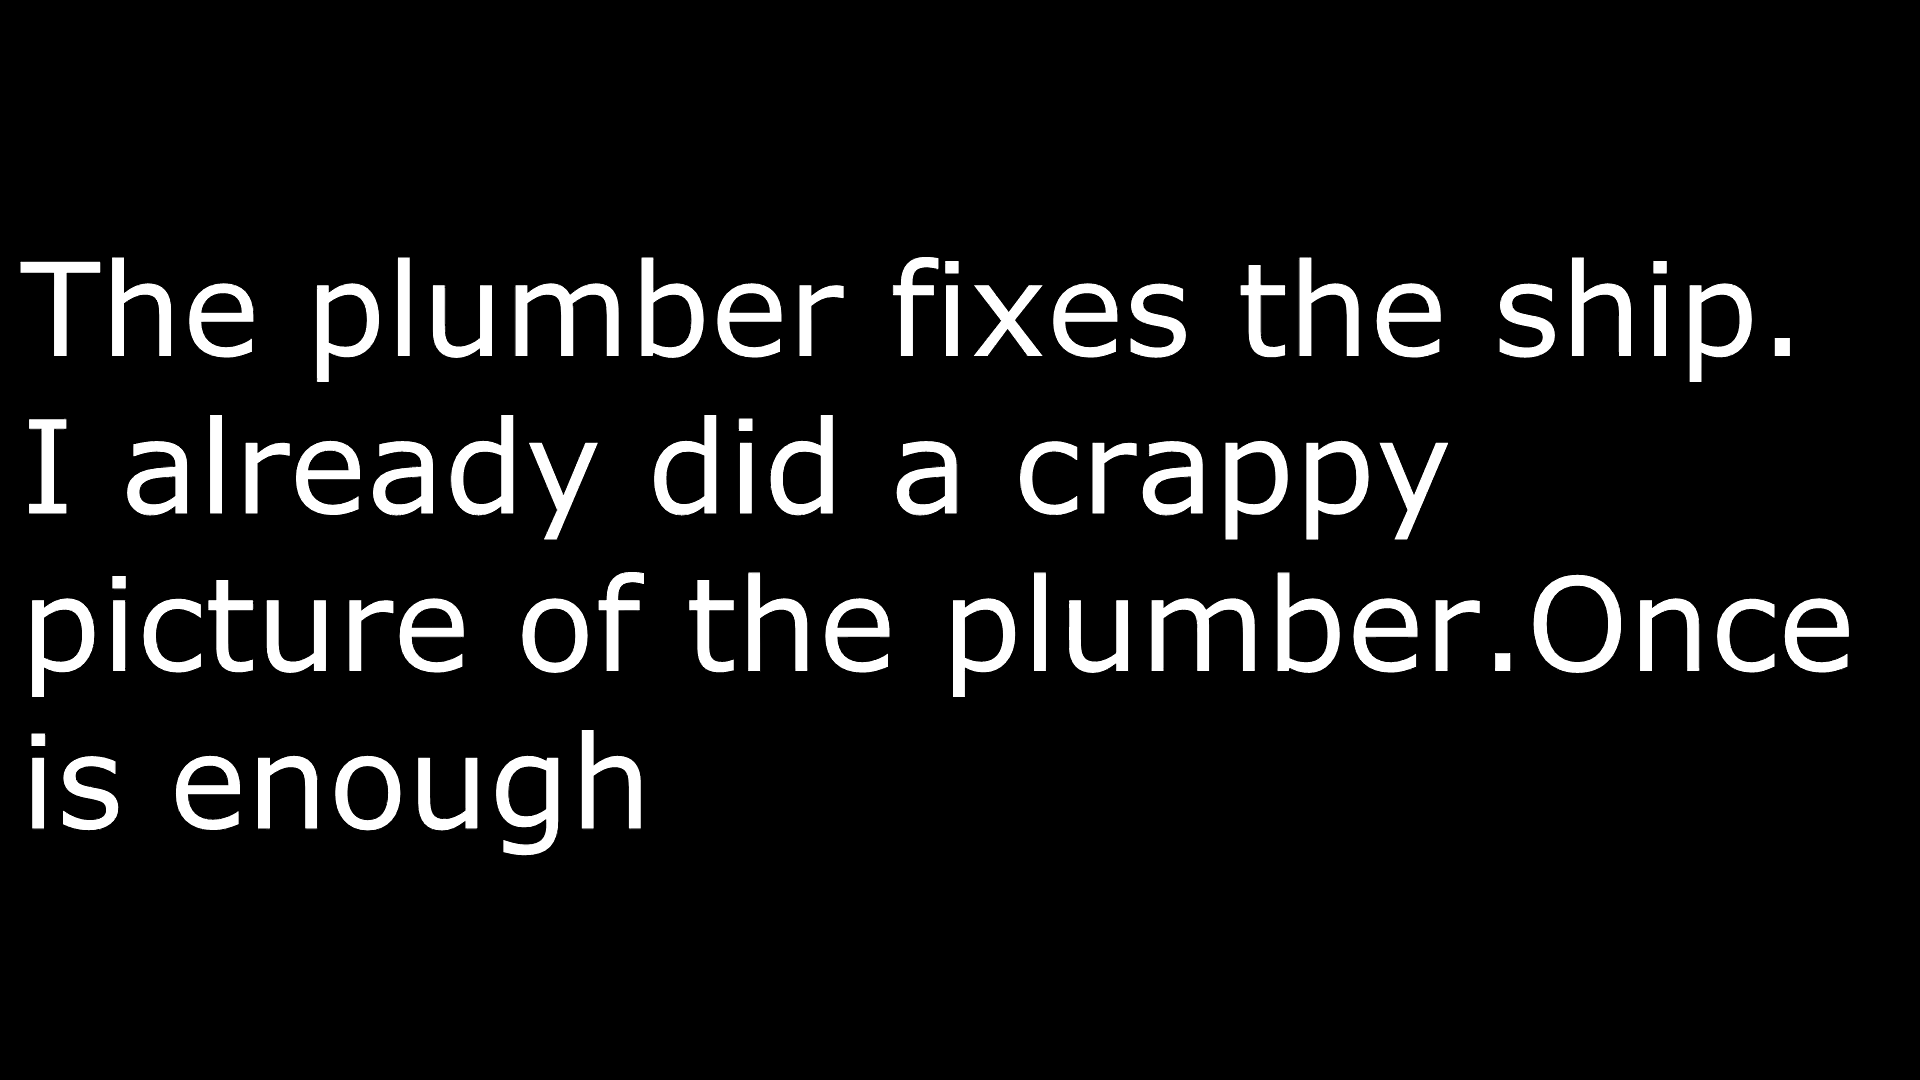 The plumber fixes the ship.
I already did a crappy
picture of the plumber.Once
is enough